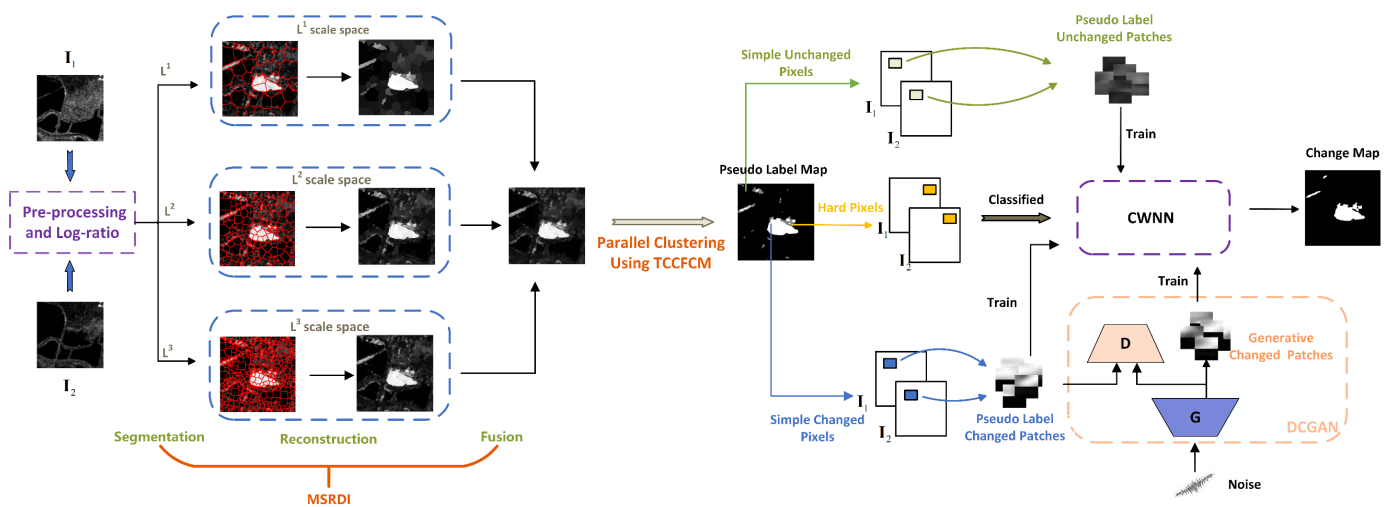 I₁
Pre-processing
and Log-ratio
I₂
L¹
L²
L³
L¹ scale space
L² scale space
L³ scale space
Segmentation
Reconstruction
Fusion
MSRDI
Parallel Clustering
Using TCCFCM
Pseudo Label Map
Simple Unchanged
Pixels
I₁
I₂
Pseudo Label
Unchanged Patches
Train
Hard Pixels
I₁
I₂
Classified
CWNN
Change Map
Simple Changed
Pixels
I₁
I₂
Pseudo Label
Changed Patches
Train
Train
D
Generative
Changed Patches
G
DCGAN
Noise